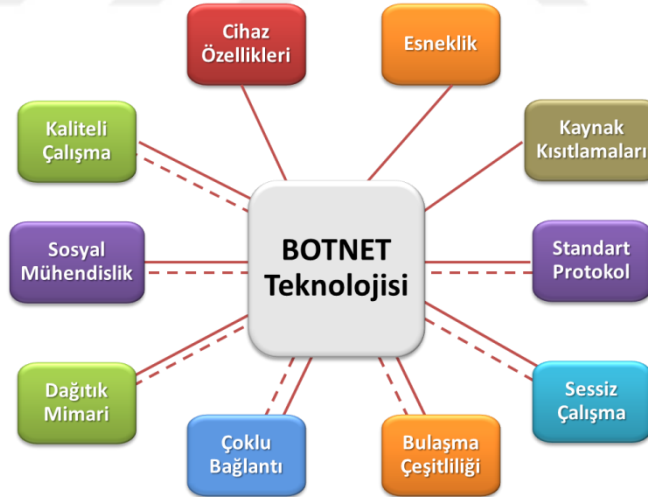 Cihaz
Özellikleri
Esneklik
Kaliteli
Çalışma
Kaynak
Kısıtlamaları
BOTNET
Teknolojisi
Sosyal
Mühendislik
Standart
Protokol
Dağıtık
Mimari
Sessiz
Çalışma
Çoklu
Bağlantı
Bulaşma
Çeşitliliği